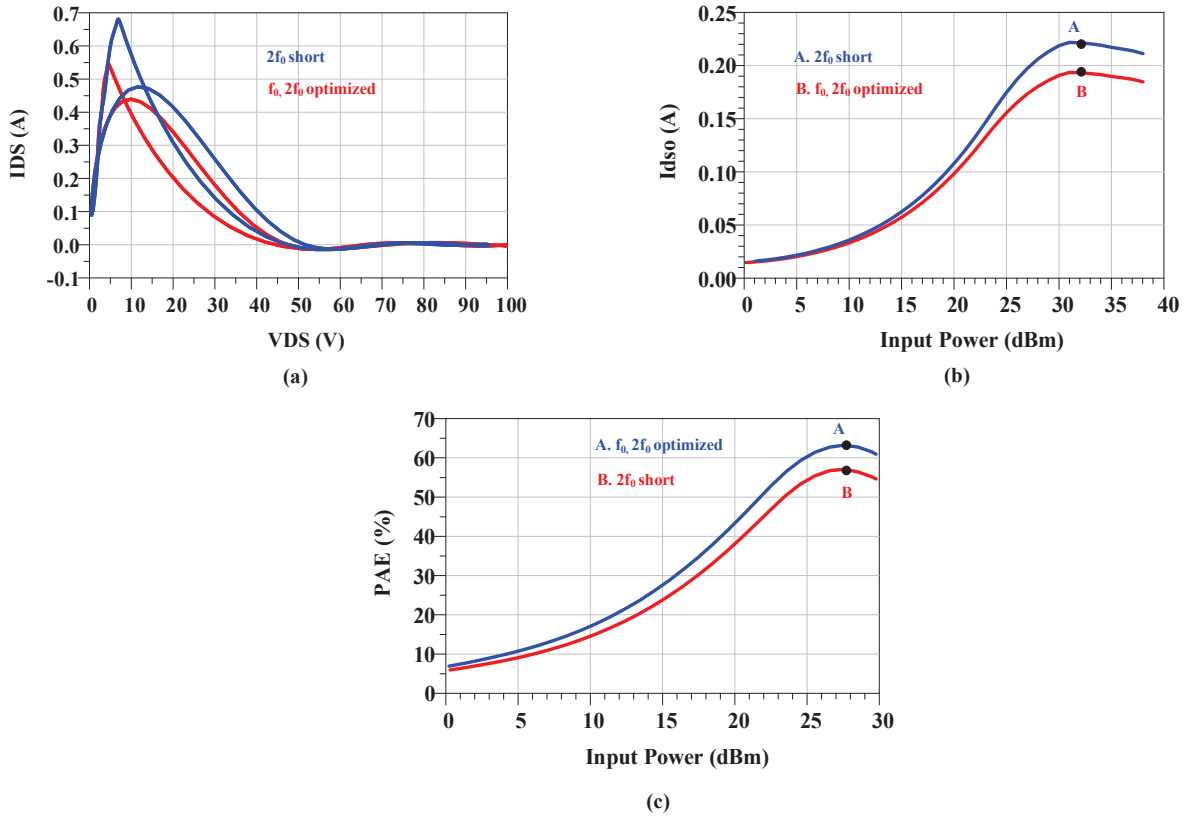 0.7
0.6
0.5
0.4
0.3
0.2
0.1
0.0
-0.1
IDS (A)
2f₀ short
f₀, 2f₀ optimized
0 5 10 20 30 40 50 60 70 80 90 100
VDS (V)
(a)
0.25
0.20
0.15
0.10
0.05
0.00
Idso (A)
A. 2f₀ short
B. f₀, 2f₀ optimized
A
B
0 5 10 15 20 25 30 35 40
Input Power (dBm)
(b)
70
60
50
40
30
20
10
0
PAE (%)
A. f₀, 2f₀ optimized
B. 2f₀ short
A
B
0 5 10 15 20 25 30
Input Power (dBm)
(c)